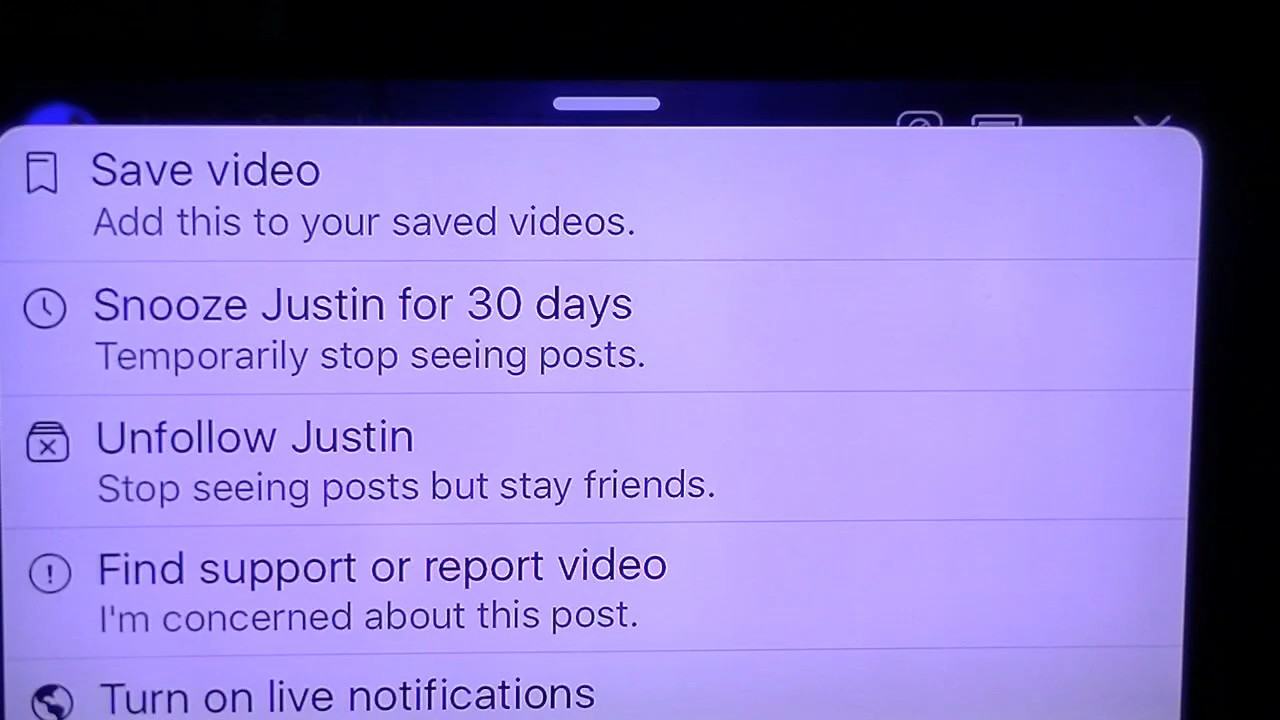 Save video
Add this to your saved videos.
Snooze Justin for 30 days
Temporarily stop seeing posts.
Unfollow Justin
Stop seeing posts but stay friends.
Find support or report video
I'm concerned about this post.
Turn on live notifications